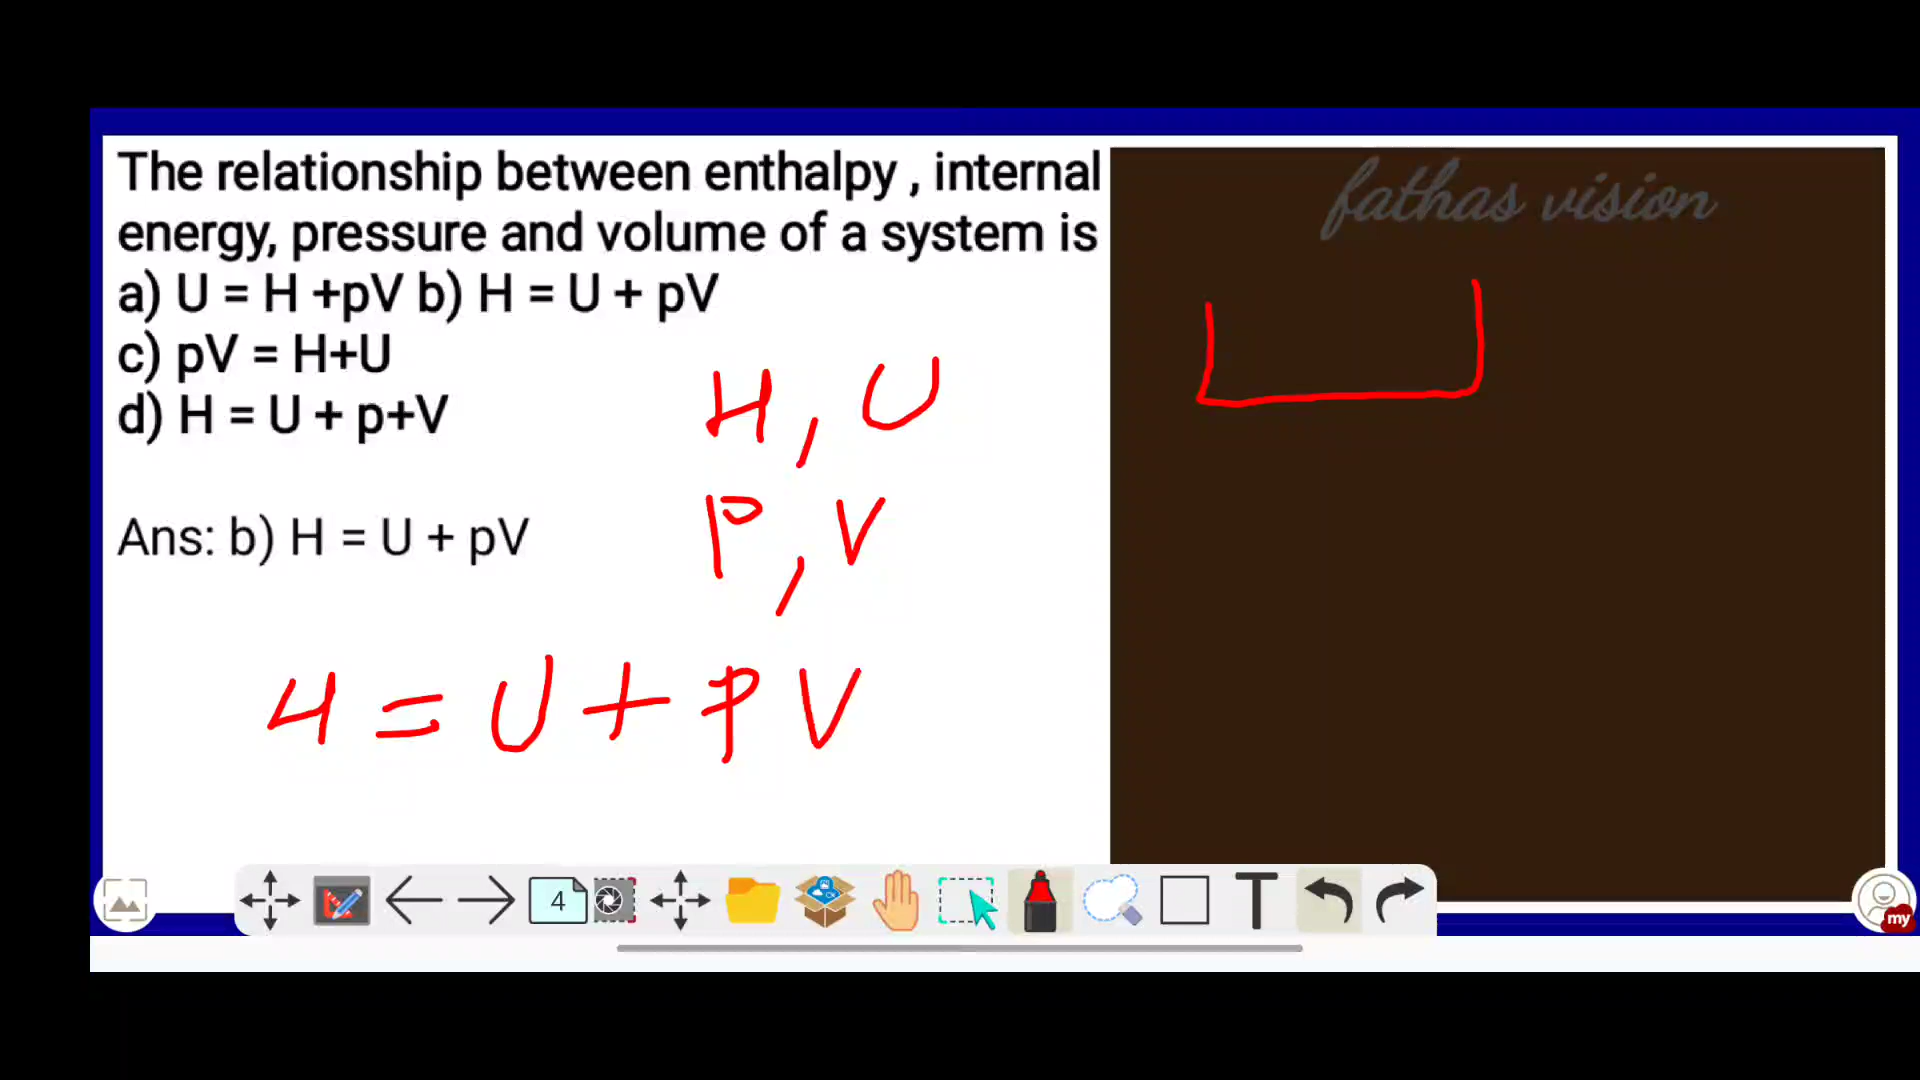 The relationship between enthalpy , internal
energy, pressure and volume of a system is
a) U = H +pV b) H = U + pV
c) pV = H+U
d) H = U + p+V
Ans: b) H = U + pV
H, U
P, V
H = U + P V
fathas vision
4
T
my